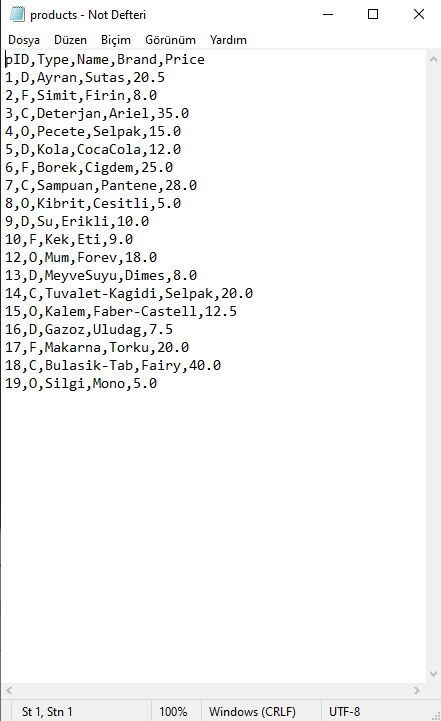 products - Not Defteri
Dosya Düzen Biçim Görünüm Yardım
pID,Type,Name,Brand,Price
1,D,Ayran,Sutas,20.5
2,F,Simit,Firin,8.0
3,C,Deterjan,Ariel,35.0
4,O,Pecete,Selpak,15.0
5,D,Kola,CocaCola,12.0
6,F,Borek,Cigdem,25.0
7,C,Sampuan,Pantene,28.0
8,O,Kibrit,Cesitli,5.0
9,D,Su,Erikli,10.0
10,F,Kek,Eti,9.0
12,O,Mum,Forev,18.0
13,D,MeyveSuyu,Dimes,8.0
14,C,Tuvalet-Kagidi,Selpak,20.0
15,O,Kalem,Faber-Castell,12.5
16,D,Gazoz,Uludag,7.5
17,F,Makarna,Torku,20.0
18,C,Bulasik-Tab,Fairy,40.0
19,O,Silgi,Mono,5.0
St 1, Stn 1 100% Windows (CRLF) UTF-8